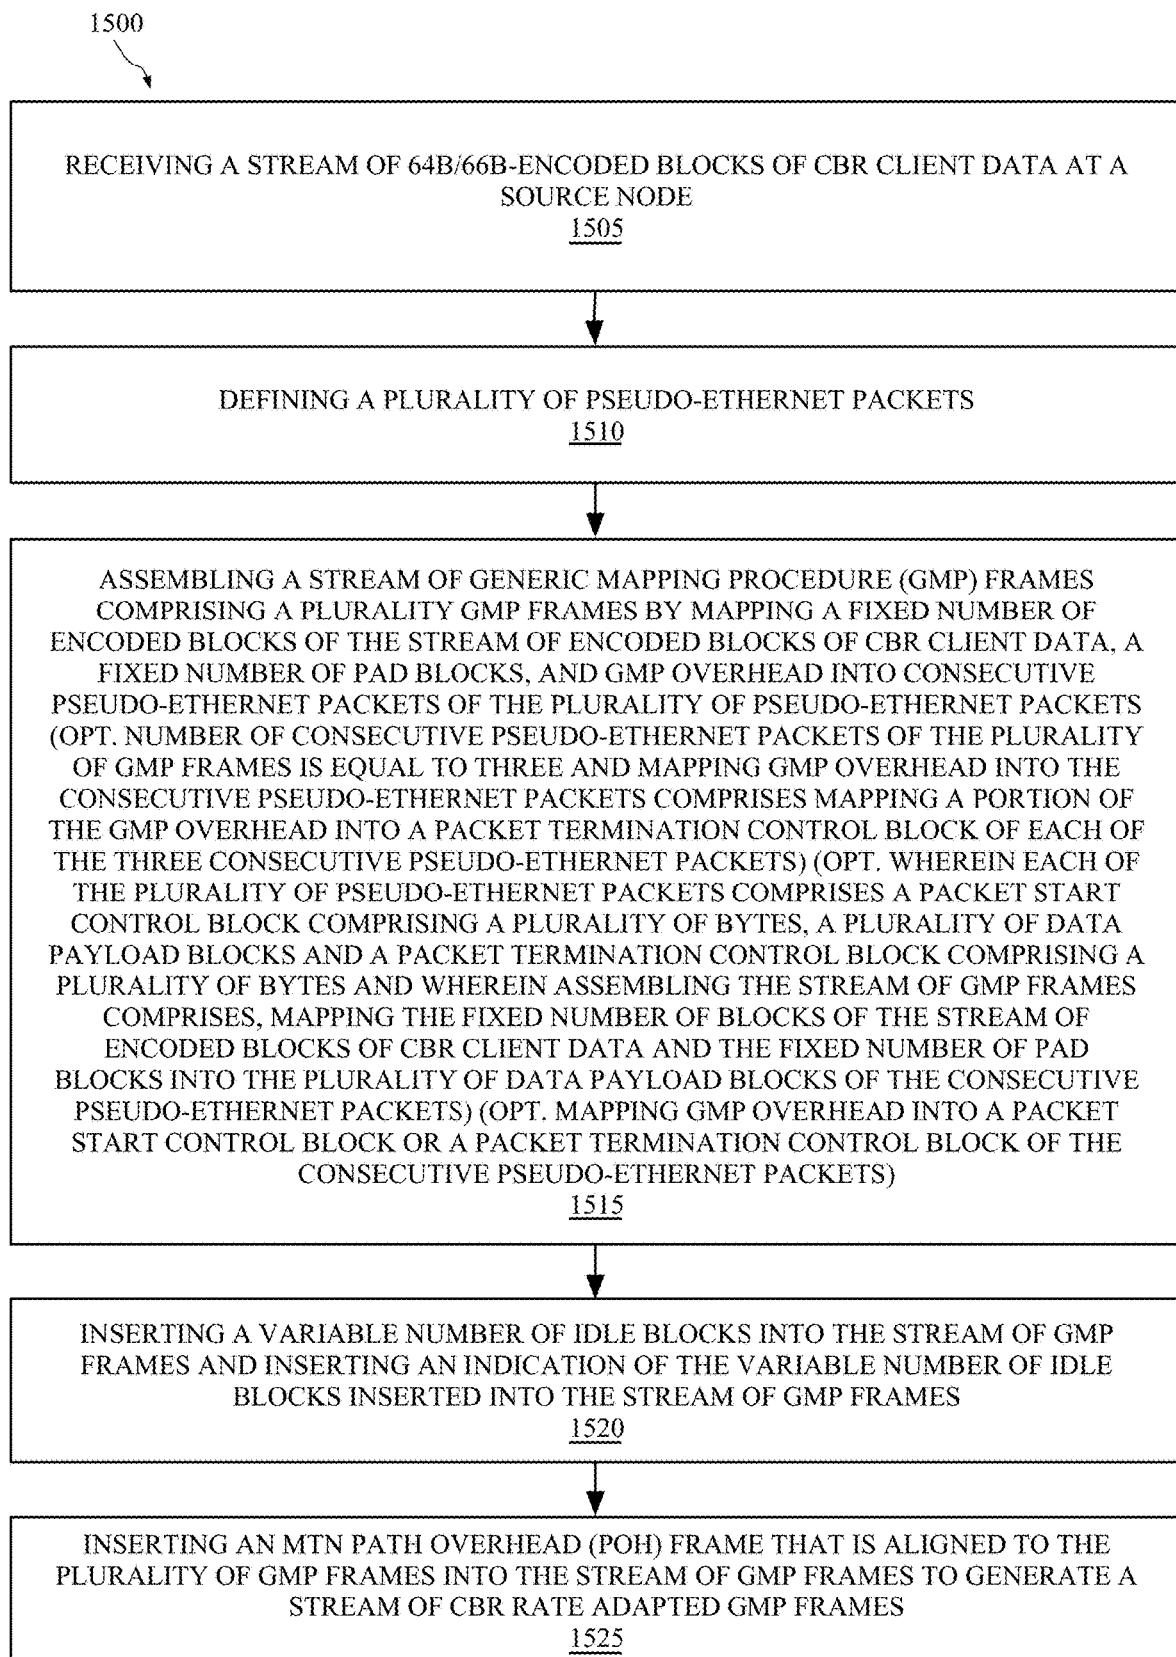 1500
RECEIVING A STREAM OF 64B/66B-ENCODED BLOCKS OF CBR CLIENT DATA AT A
SOURCE NODE
1505
DEFINING A PLURALITY OF PSEUDO-ETHERNET PACKETS
1510
ASSEMBLING A STREAM OF GENERIC MAPPING PROCEDURE (GMP) FRAMES
COMPRISING A PLURALITY GMP FRAMES BY MAPPING A FIXED NUMBER OF
ENCODED BLOCKS OF THE STREAM OF ENCODED BLOCKS OF CBR CLIENT DATA, A
FIXED NUMBER OF PAD BLOCKS, AND GMP OVERHEAD INTO CONSECUTIVE
PSEUDO-ETHERNET PACKETS OF THE PLURALITY OF PSEUDO-ETHERNET PACKETS
(OPT. NUMBER OF CONSECUTIVE PSEUDO-ETHERNET PACKETS OF THE PLURALITY
OF GMP FRAMES IS EQUAL TO THREE AND MAPPING GMP OVERHEAD INTO THE
CONSECUTIVE PSEUDO-ETHERNET PACKETS COMPRISES MAPPING A PORTION OF
THE GMP OVERHEAD INTO A PACKET TERMINATION CONTROL BLOCK OF EACH OF
THE THREE CONSECUTIVE PSEUDO-ETHERNET PACKETS) (OPT. WHEREIN EACH OF
THE PLURALITY OF PSEUDO-ETHERNET PACKETS COMPRISES A PACKET START
CONTROL BLOCK COMPRISING A PLURALITY OF BYTES, A PLURALITY OF DATA
PAYLOAD BLOCKS AND A PACKET TERMINATION CONTROL BLOCK COMPRISING A
PLURALITY OF BYTES AND WHEREIN ASSEMBLING THE STREAM OF GMP FRAMES
COMPRISES, MAPPING THE FIXED NUMBER OF BLOCKS OF THE STREAM OF
ENCODED BLOCKS OF CBR CLIENT DATA AND THE FIXED NUMBER OF PAD
BLOCKS INTO THE PLURALITY OF DATA PAYLOAD BLOCKS OF THE CONSECUTIVE
PSEUDO-ETHERNET PACKETS) (OPT. MAPPING GMP OVERHEAD INTO A PACKET
START CONTROL BLOCK OR A PACKET TERMINATION CONTROL BLOCK OF THE
CONSECUTIVE PSEUDO-ETHERNET PACKETS)
1515
INSERTING A VARIABLE NUMBER OF IDLE BLOCKS INTO THE STREAM OF GMP
FRAMES AND INSERTING AN INDICATION OF THE VARIABLE NUMBER OF IDLE
BLOCKS INSERTED INTO THE STREAM OF GMP FRAMES
1520
INSERTING AN MTN PATH OVERHEAD (POH) FRAME THAT IS ALIGNED TO THE
PLURALITY OF GMP FRAMES INTO THE STREAM OF GMP FRAMES TO GENERATE A
STREAM OF CBR RATE ADAPTED GMP FRAMES
1525